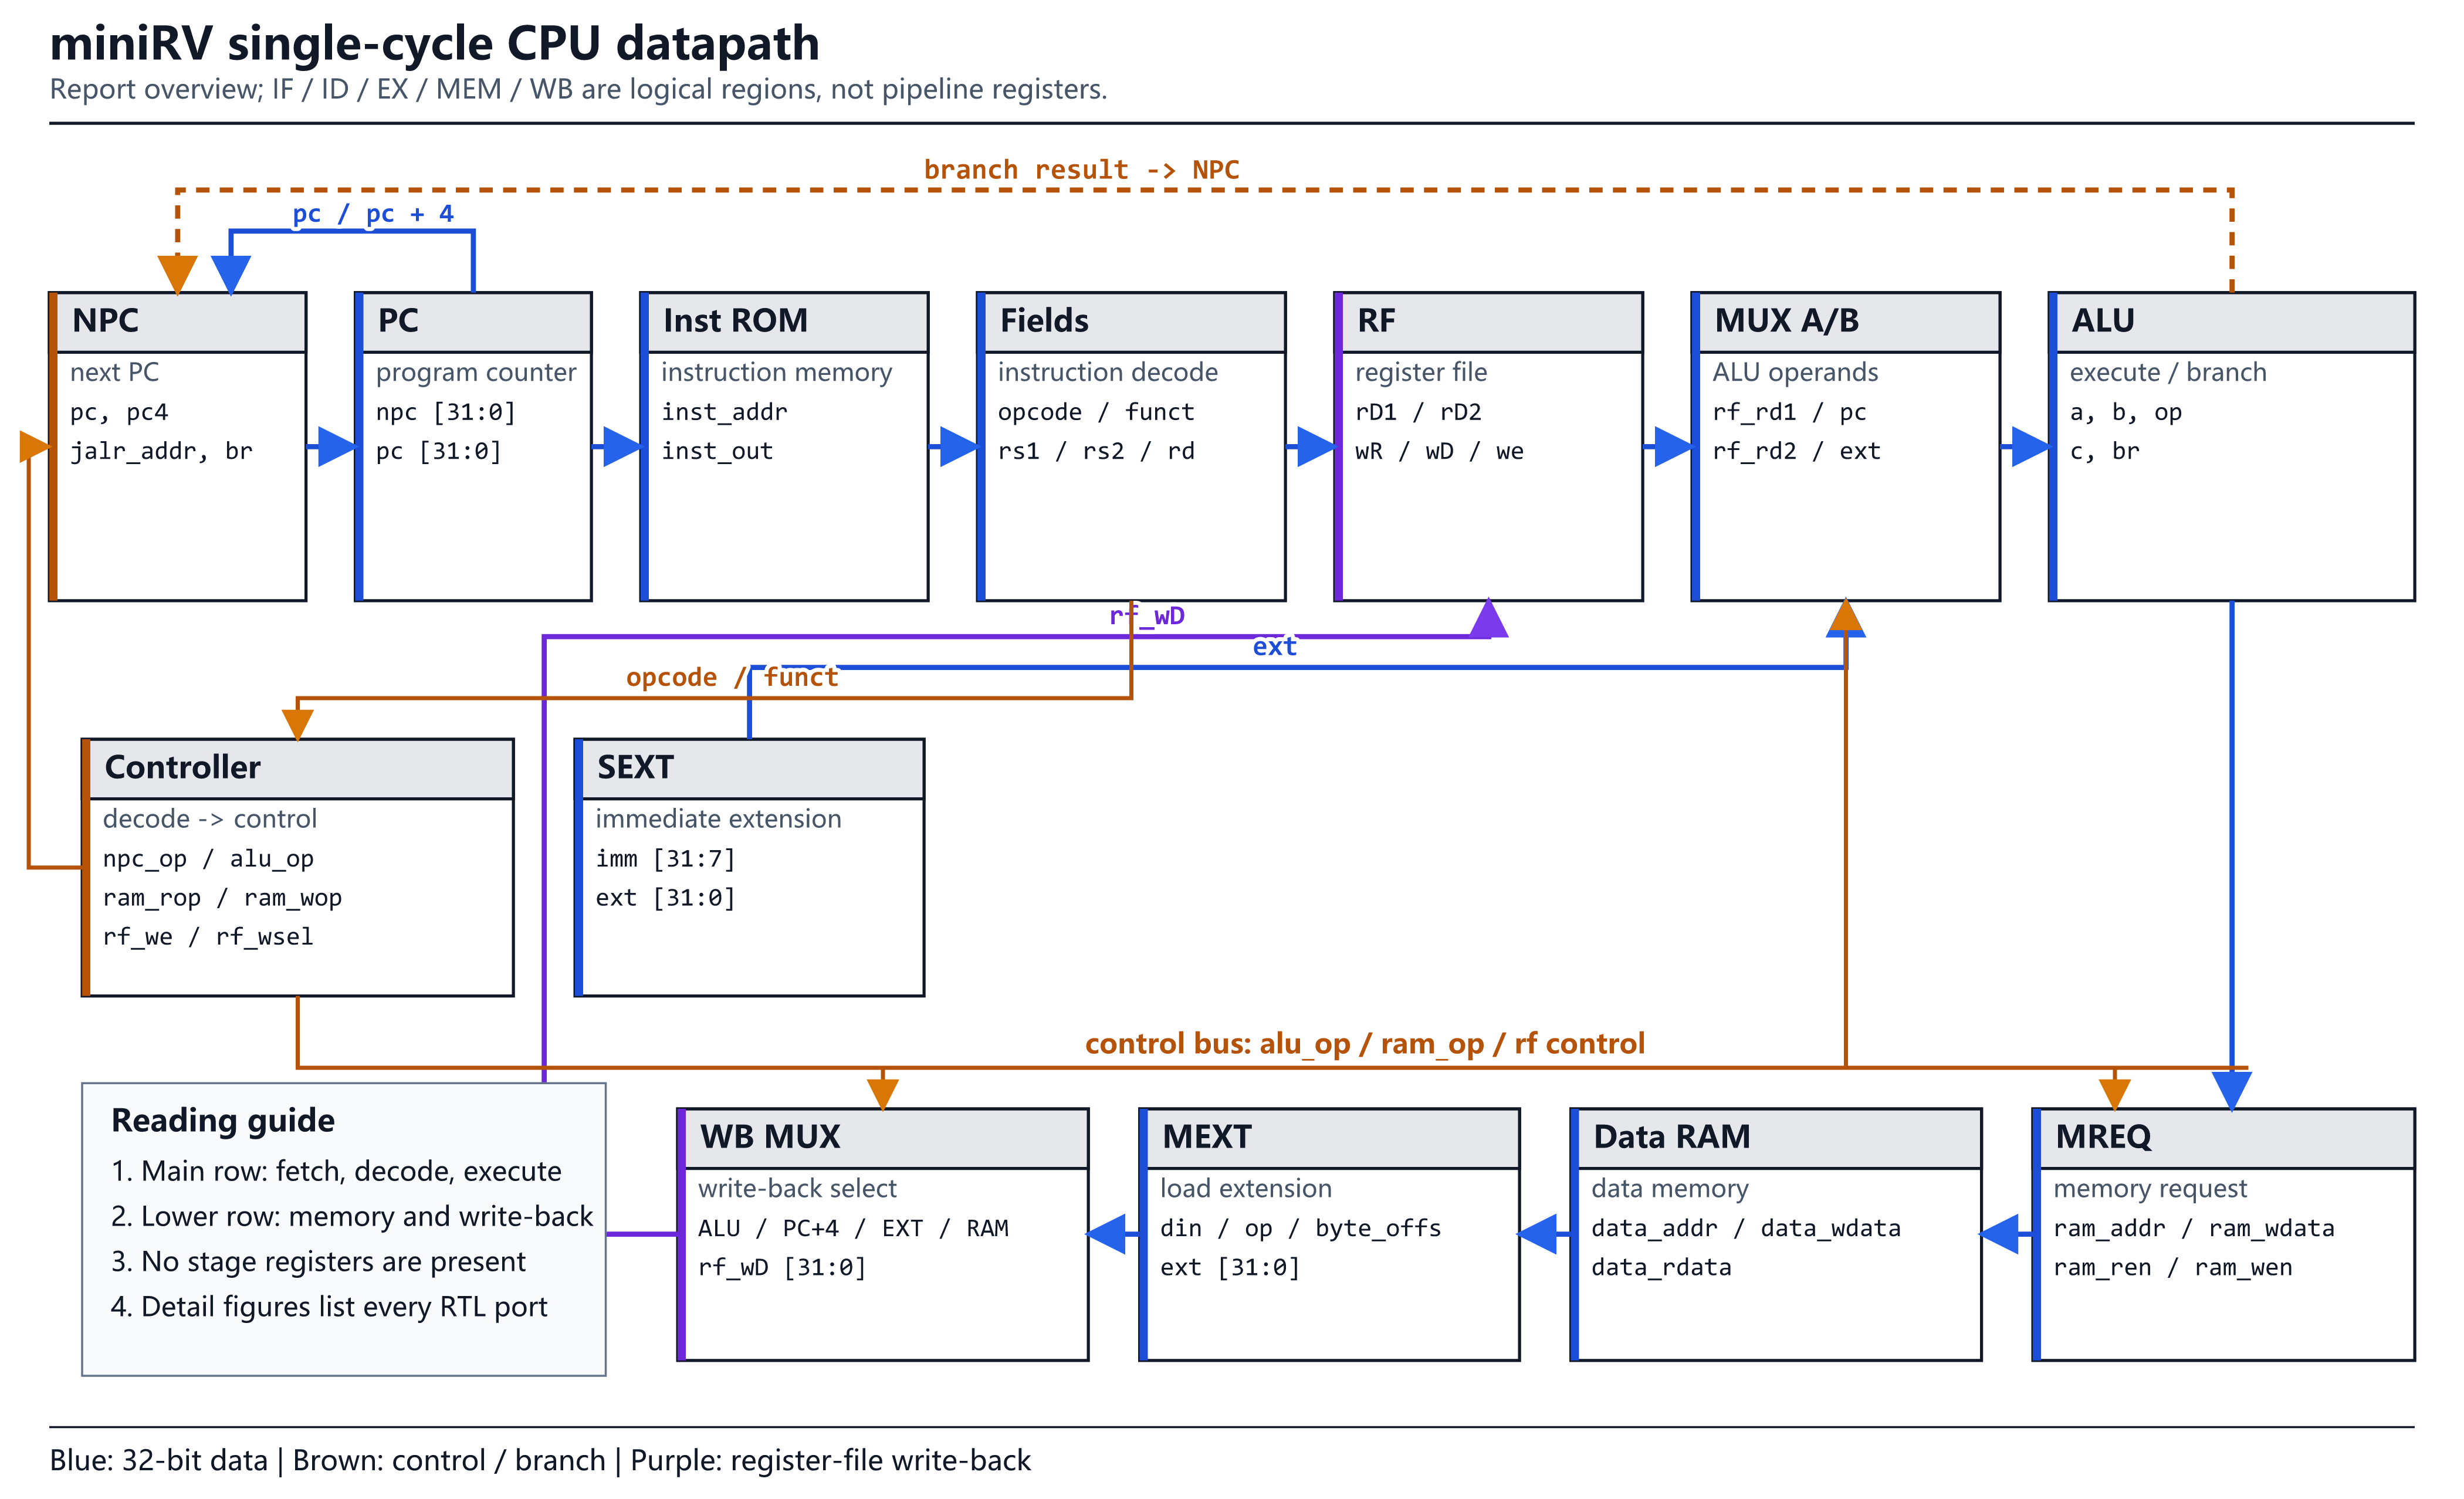 miniRV single-cycle CPU datapath
Report overview; IF / ID / EX / MEM / WB are logical regions, not pipeline registers.
branch result -> NPC
pc / pc + 4
NPC
next PC
pc, pc4
jalr_addr, br
PC
program counter
npc [31:0]
pc [31:0]
Inst ROM
instruction memory
inst_addr
inst_out
Fields
instruction decode
opcode / funct
rs1 / rs2 / rd
RF
register file
rD1 / rD2
wR / wD / we
MUX A/B
ALU operands
rf_rd1 / pc
rf_rd2 / ext
ALU
execute / branch
a, b, op
c, br
rf_wD
ext
opcode / funct
Controller
decode -> control
npc_op / alu_op
ram_rop / ram_wop
rf_we / rf_wsel
SEXT
immediate extension
imm [31:7]
ext [31:0]
control bus: alu_op / ram_op / rf control
Reading guide
1. Main row: fetch, decode, execute
2. Lower row: memory and write-back
3. No stage registers are present
4. Detail figures list every RTL port
WB MUX
write-back select
ALU / PC+4 / EXT / RAM
rf_wD [31:0]
MEXT
load extension
din / op / byte_offs
ext [31:0]
Data RAM
data memory
data_addr / data_wdata
data_rdata
MREQ
memory request
ram_addr / ram_wdata
ram_ren / ram_wen
Blue: 32-bit data | Brown: control / branch | Purple: register-file write-back